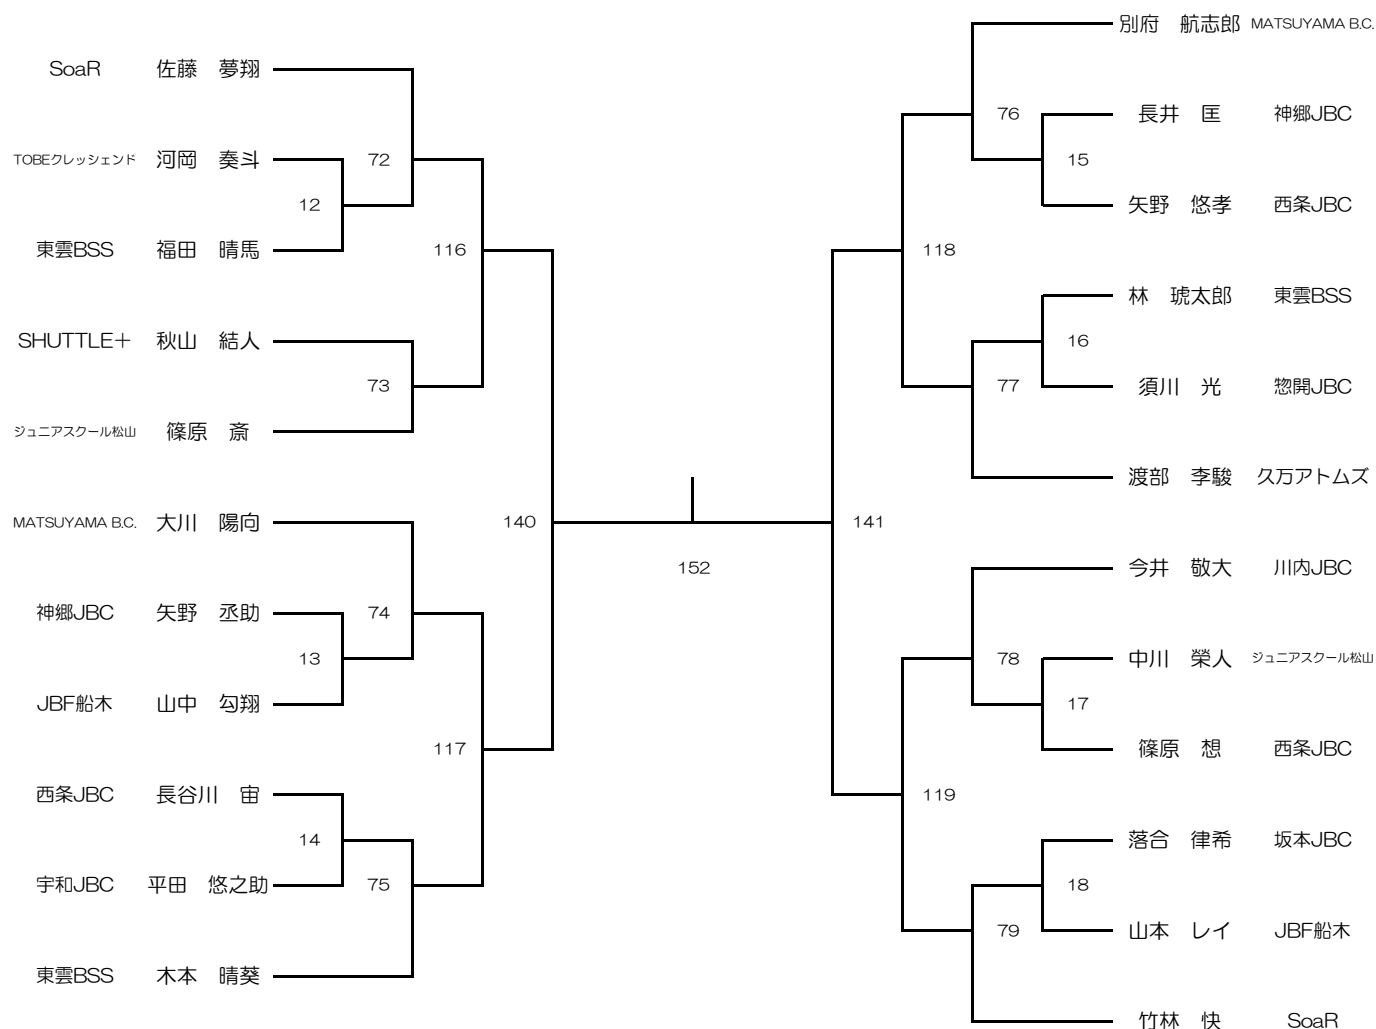 SoaR 佐藤 夢翔
TOBEクレッシェンド 河岡 奏斗
東雲BSS 福田 晴馬
SHUTTLE＋ 秋山 結人
ジュニアスクール松山 篠原 斎
MATSUYAMA B.C. 大川 陽向
神郷JBC 矢野 丞助
JBF船木 山中 勾翔
西条JBC 長谷川 宙
宇和JBC 平田 悠之助
東雲BSS 木本 晴葵
12
13
14
72
73
74
75
116
117
140
152
141
118
119
76
77
78
79
15
16
17
18
別府 航志郎 MATSUYAMA B.C.
長井 匡 神郷JBC
矢野 悠孝 西条JBC
林 琥太郎 東雲BSS
須川 光 惣開JBC
渡部 李駿 久万アトムズ
今井 敬大 川内JBC
中川 榮人 ジュニアスクール松山
篠原 想 西条JBC
落合 律希 坂本JBC
山本 レイ JBF船木
竹林 快 SoaR